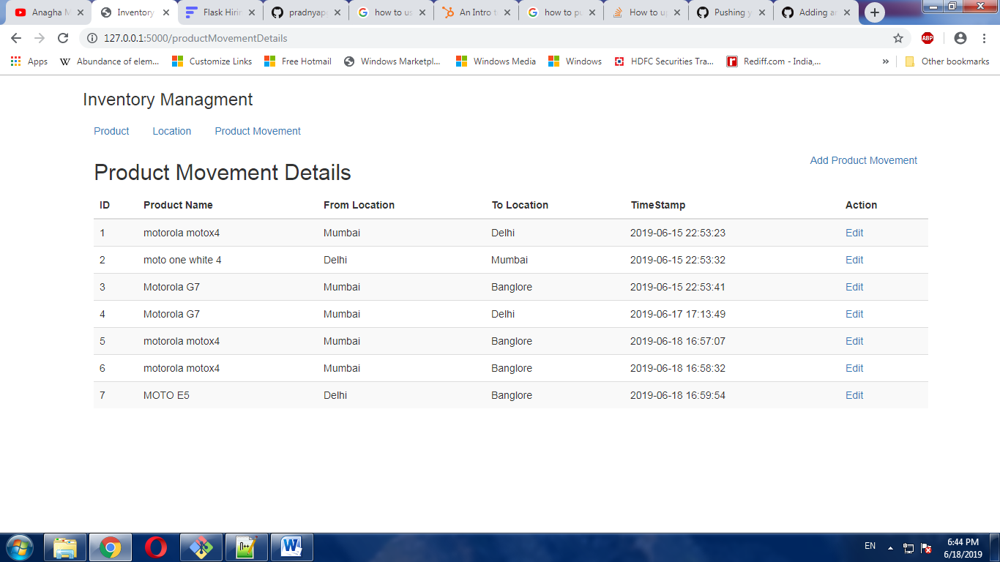 Anagha M Inventory Flask Hirin pradnyap how to us An Intro t how to pu How to up Pushing y Adding an
127.0.0.1:5000/productMovementDetails ABP
Apps W Abundance of elem... Customize Links Free Hotmail Windows Marketpl... Windows Media Windows HDFC Securities Tra... Rediff.com - India,... » Other bookmarks
Inventory Managment
Product Location Product Movement
Add Product Movement
Product Movement Details
ID Product Name From Location To Location TimeStamp Action
1 motorola motox4 Mumbai Delhi 2019-06-15 22:53:23 Edit
2 moto one white 4 Delhi Mumbai 2019-06-15 22:53:32 Edit
3 Motorola G7 Mumbai Banglore 2019-06-15 22:53:41 Edit
4 Motorola G7 Mumbai Delhi 2019-06-17 17:13:49 Edit
5 motorola motox4 Mumbai Banglore 2019-06-18 16:57:07 Edit
6 motorola motox4 Mumbai Banglore 2019-06-18 16:58:32 Edit
7 MOTO E5 Delhi Banglore 2019-06-18 16:59:54 Edit
EN 6:44 PM
6/18/2019